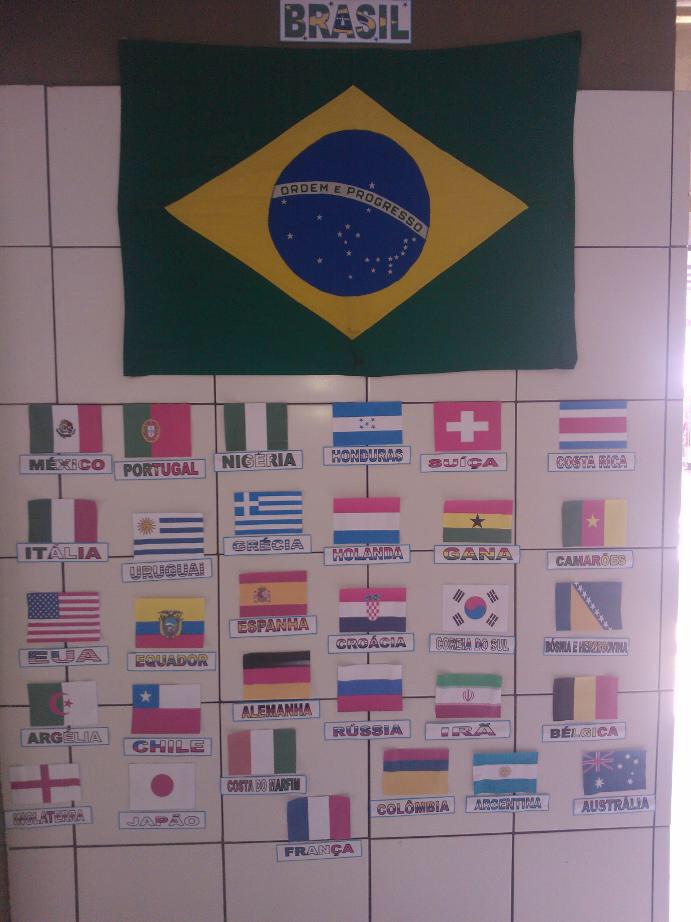 BRASIL
ORDEM E PROGRESSO
MÉXICO
PORTUGAL
NIGÉRIA
HONDURAS
SUÍÇA
COSTA RICA
ITÁLIA
URUGUAI
GRÉCIA
HOLANDA
GANA
CAMARÕES
EUA
EQUADOR
ESPANHA
CROÁCIA
COREIA DO SUL
BÓSNIA E HERZEGOVINA
ARGÉLIA
CHILE
ALEMANHA
RÚSSIA
IRÃ
BÉLGICA
INGLATERRA
JAPÃO
COSTA DO MARFIM
FRANÇA
COLÔMBIA
ARGENTINA
AUSTRÁLIA